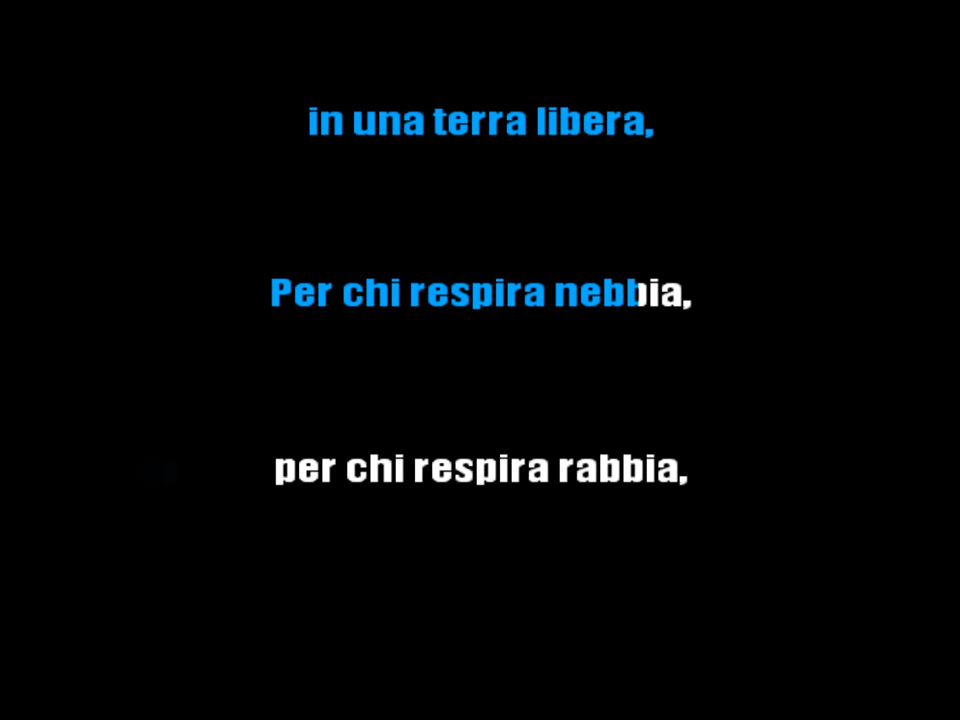 in una terra libera,
Per chi respira nebbia,
per chi respira rabbia,